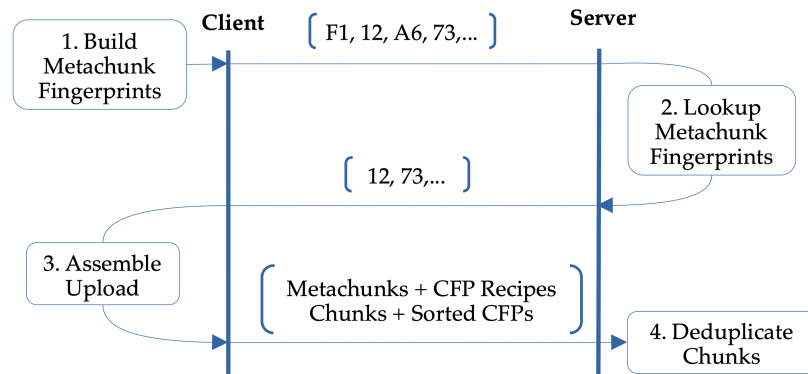 Client
Server
1. Build
Metachunk
Fingerprints
F1, 12, A6, 73,...
2. Lookup
Metachunk
Fingerprints
12, 73,...
3. Assemble
Upload
Metachunks + CFP Recipes
Chunks + Sorted CFPs
4. Deduplicate
Chunks